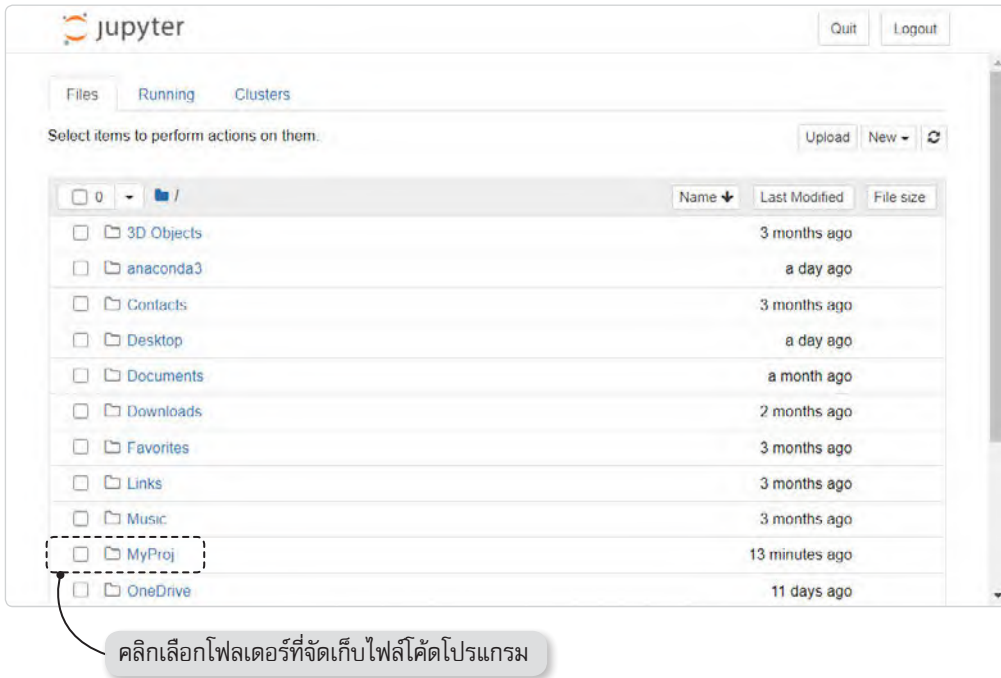 jupyter
Quit Logout
Files Running Clusters
Select items to perform actions on them.
Upload New
0 / Name Last Modified File size
3D Objects 3 months ago
anaconda3 a day ago
Contacts 3 months ago
Desktop a day ago
Documents a month ago
Downloads 2 months ago
Favorites 3 months ago
Links 3 months ago
Music 3 months ago
MyProj 13 minutes ago
OneDrive 11 days ago
คลิกเลือกโฟลเดอร์ที่จัดเก็บไฟล์โค้ดโปรแกรม